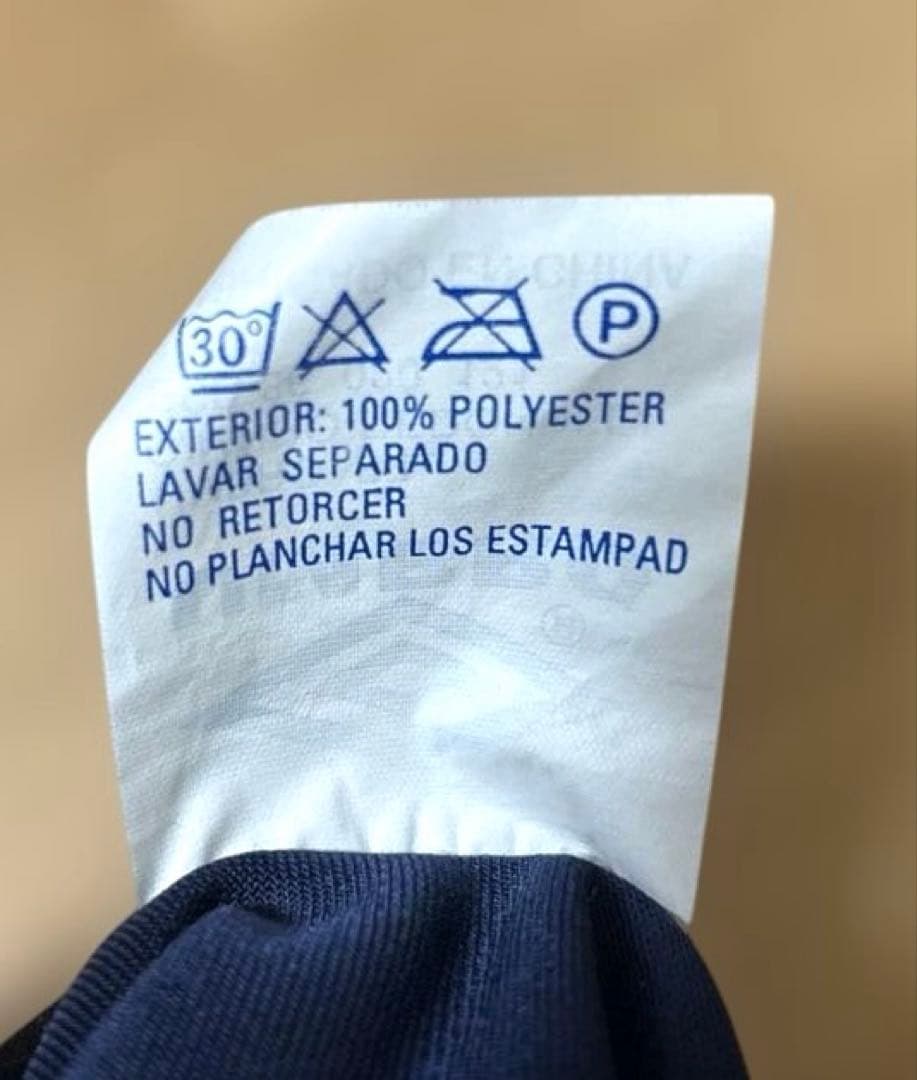 30°
P
EXTERIOR: 100% POLYESTER
LAVAR SEPARADO
NO RETORCER
NO PLANCHAR LOS ESTAMPAD